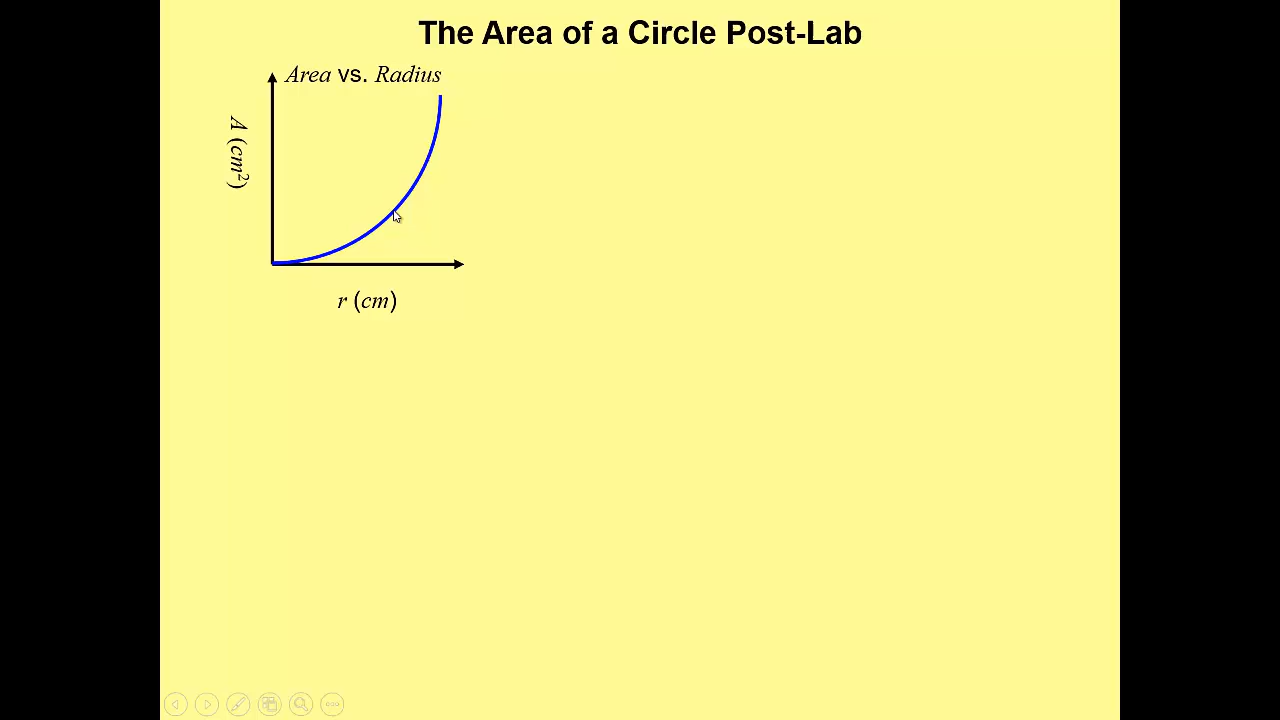 The Area of a Circle Post-Lab
Area vs. Radius
A (cm²)
r (cm)